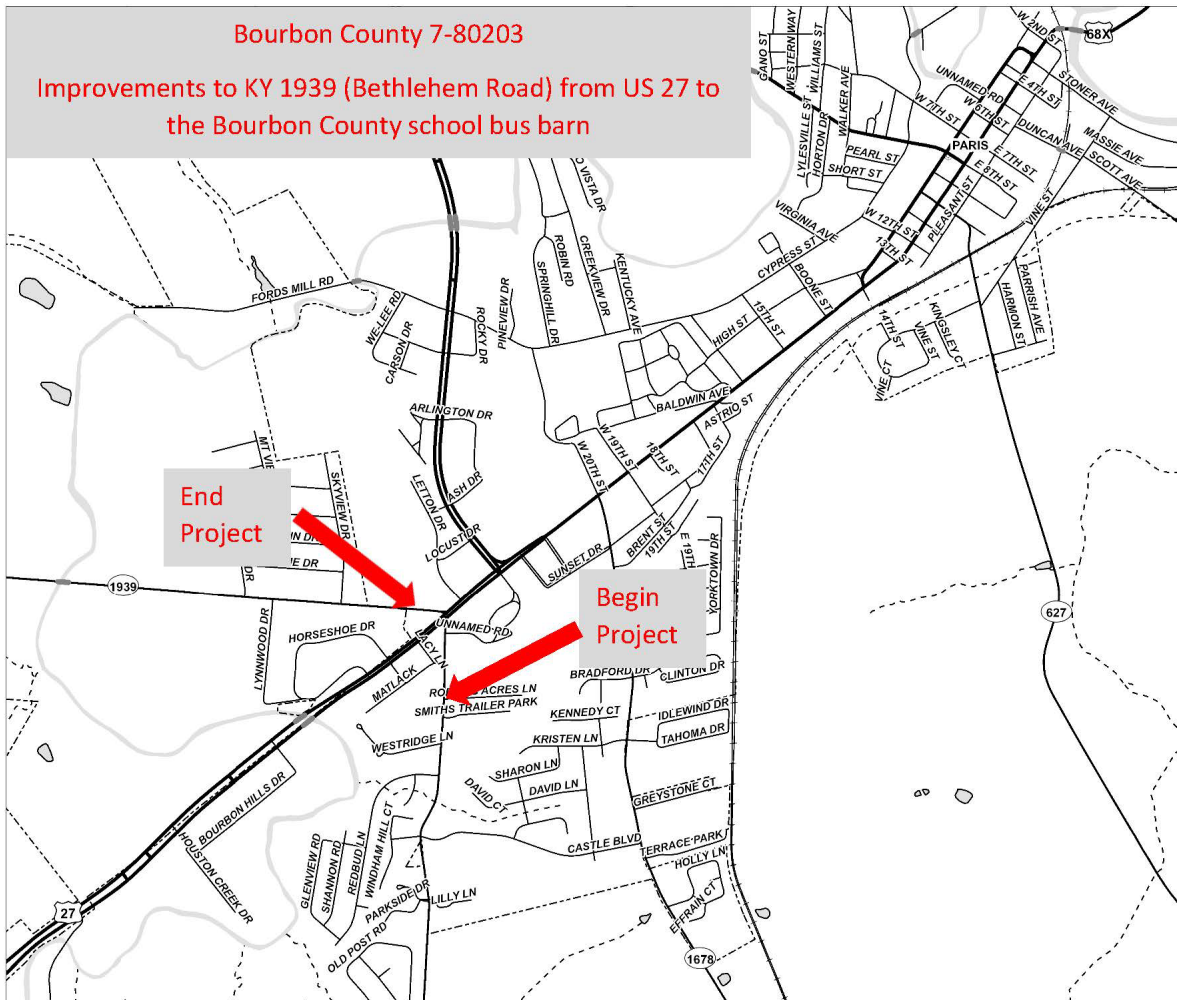 Bourbon County 7-80203
Improvements to KY 1939 (Bethlehem Road) from US 27 to
the Bourbon County school bus barn
W 2ND ST
68X
GANO ST
WESTERN WAY
WILLIAMS ST
WALKER AVE
UNNAMED RD
E 4TH ST
STONER AVE
W 7TH ST
W 6TH ST
DUNCAN AVE
MASSIE AVE
SCOTT AVE
LYLESVILLE ST
HORTON DR
PEARL ST
SHORT ST
PARIS
E 7TH ST
E 8TH ST
PLEASANT ST
VINE ST
VISTA DR
VIRGINIA AVE
W 12TH ST
13TH ST
CYPRESS ST
ROBIN RD
CREEKVIEW DR
SPRINGHILL DR
KENTUCKY AVE
BOONE ST
FORDS MILL RD
WE-LEE RD
CARSON DR
ROCKY DR
PINEVIEW DR
HIGH ST
15TH ST
14TH ST
VINE ST
KINGSLEY CT
HARMON ST
PARRISH AVE
VINE CT
BALDWIN AVE
ASTRIO ST
ARLINGTON DR
W 19TH ST
W 20TH ST
18TH ST
17TH ST
MT VIE
SKYVIEW DR
LETTON DR
ASH DR
LOCUST DR
End
Project
DR
DR
DR
SUNSET DR
BRENT ST
19TH ST
E 19TH
YORKTOWN DR
1939
Begin
Project
627
UNNAMED RD
LYNNWOOD DR
HORSESHOE DR
LACY LN
MATLACK
BRADFORD DR
CLINTON DR
ACRES LN
SMITHS TRAILER PARK
KENNEDY CT
IDLEWIND DR
WESTRIDGE LN
KRISTEN LN
TAHOMA DR
SHARON LN
DAVID CT
DAVID LN
GREYSTONE CT
BOURBON HILLS DR
HOUSTON CREEK DR
GLENVIEW RD
SHANNON RD
REDBUD LN
WINDHAM HILL CT
CASTLE BLVD
TERRACE PARK
HOLLY LN
PARKSIDE DR
LILLY LN
EFFRAIN CT
27
OLD POST RD
1678